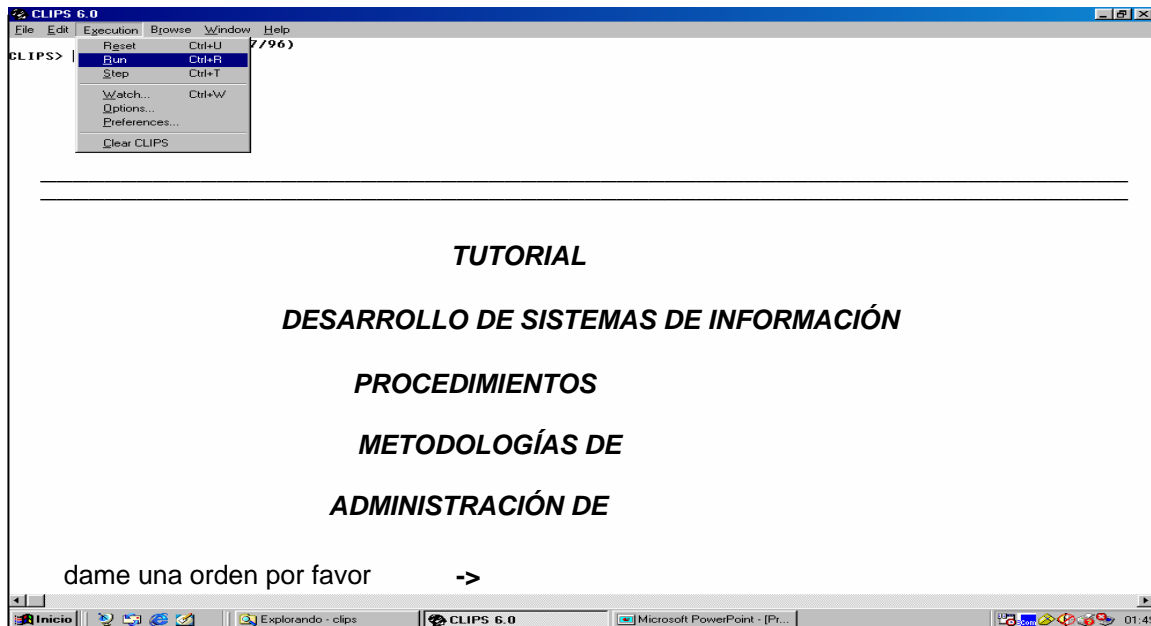 CLIPS 6.0
File Edit Execution Browse Window Help
7/96)
CLIPS>
Reset Ctrl+U
Run Ctrl+R
Step Ctrl+T
Watch... Ctrl+W
Options...
Preferences...
Clear CLIPS
TUTORIAL
DESARROLLO DE SISTEMAS DE INFORMACIÓN
PROCEDIMIENTOS
METODOLOGÍAS DE
ADMINISTRACIÓN DE
dame una orden por favor ->
Inicio Explorando - clips CLIPS 6.0 Microsoft PowerPoint - [Pr... 01:45